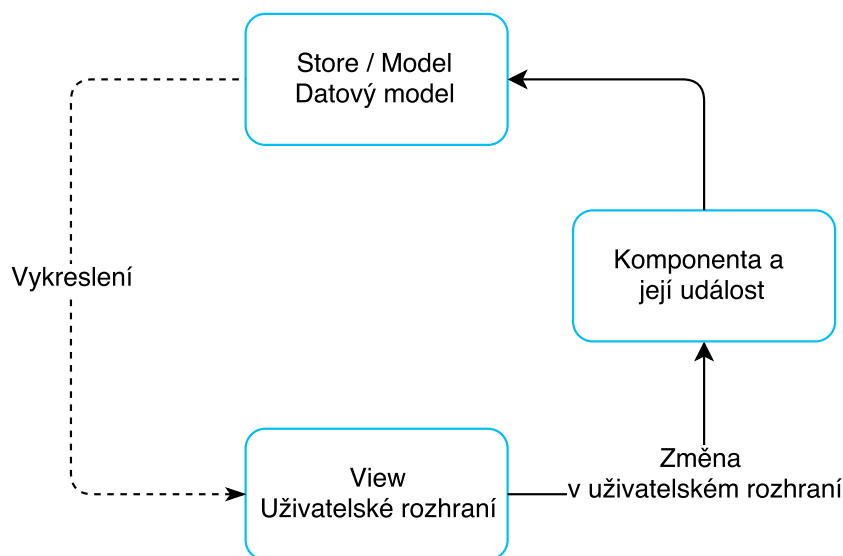 Store / Model
Datový model
Komponenta a
její událost
Vykreslení
View
Uživatelské rozhraní
Změna
v uživatelském rozhraní